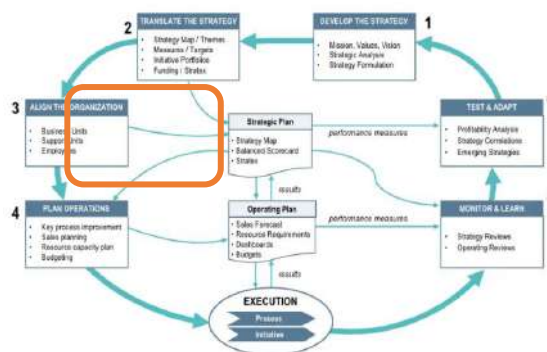 2
TRANSLATE THE STRATEGY
• Strategy Map / Themes
• Measures / Targets
• Initiative Portfolios
• Funding / Stratex
DEVELOP THE STRATEGY
1
• Mission, Values, Vision
• Strategic Analysis
• Strategy Formulation
3
ALIGN THE ORGANIZATION
• Business Units
• Support Units
• Employees
Strategic Plan
• Strategy Map
• Balanced Scorecard
• Stratex
performance measures
TEST & ADAPT
• Profitability Analysis
• Strategy Correlations
• Emerging Strategies
results
4
PLAN OPERATIONS
• Key process improvement
• Sales planning
• Resource capacity plan
• Budgeting
Operating Plan
• Sales Forecast
• Resource Requirements
• Dashboards
• Budgets
performance measures
MONITOR & LEARN
• Strategy Reviews
• Operating Reviews
results
EXECUTION
Process
Initiative